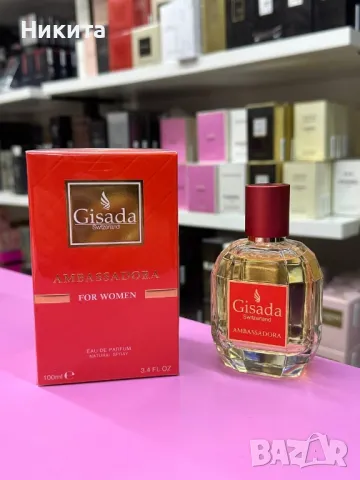 Никита
Gisada
Switzerland
AMBASSADORA
FOR WOMEN
EAU DE PARFUM
NATURAL SPRAY
100ml e
3.4 FL OZ
Gisada
Switzerland
AMBASSADORA
BAZAR